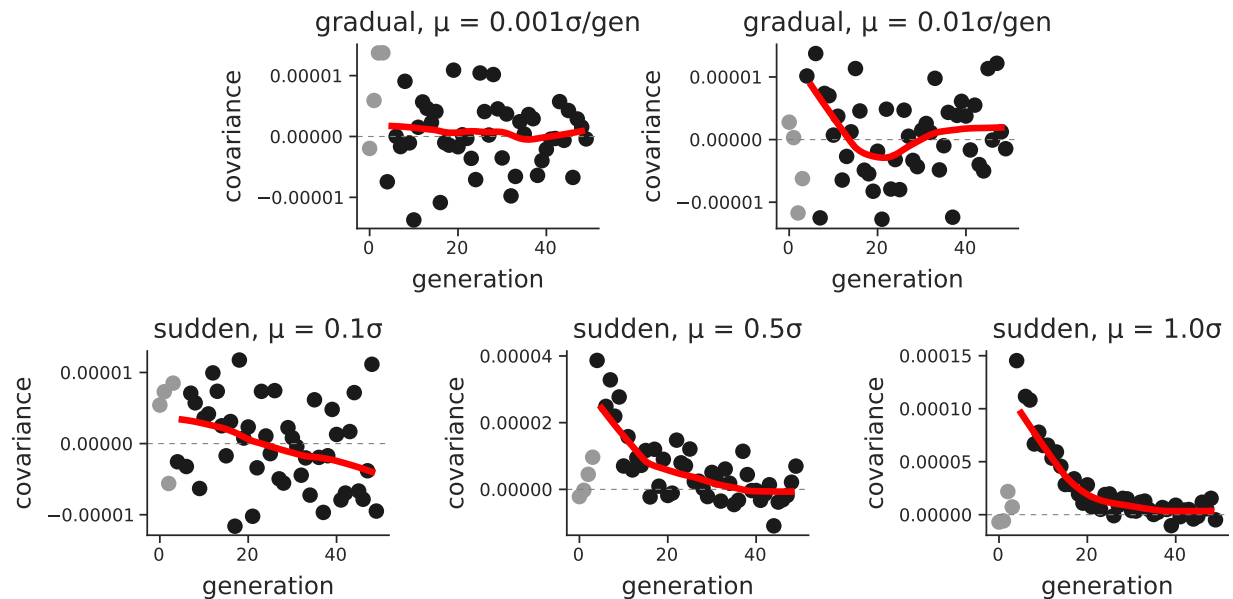 gradual, μ = 0.001σ/gen
covariance
0.00001
0.00000
−0.00001
0
20
40
generation
gradual, μ = 0.01σ/gen
covariance
0.00001
0.00000
−0.00001
0
20
40
generation
sudden, μ = 0.1σ
covariance
0.00001
0.00000
−0.00001
0
20
40
generation
sudden, μ = 0.5σ
covariance
0.00004
0.00002
0.00000
0
20
40
generation
sudden, μ = 1.0σ
covariance
0.00015
0.00010
0.00005
0.00000
0
20
40
generation